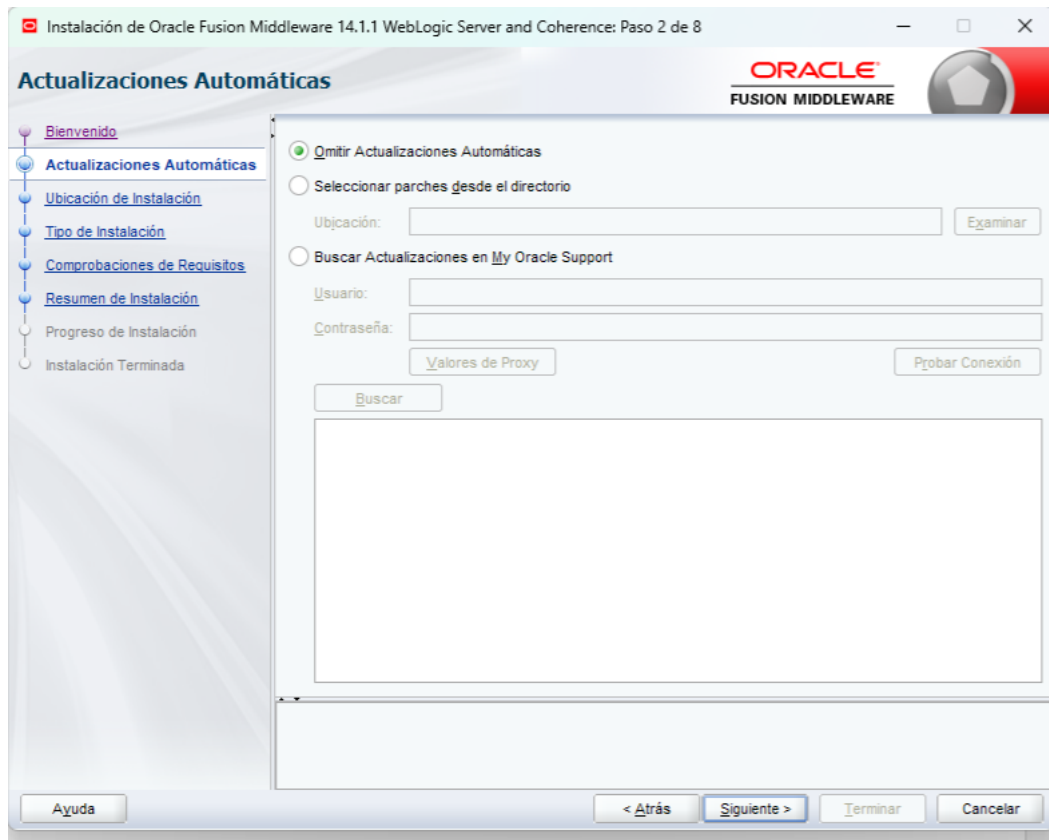 Instalación de Oracle Fusion Middleware 14.1.1 WebLogic Server and Coherence: Paso 2 de 8
Actualizaciones Automáticas
ORACLE
FUSION MIDDLEWARE
Bienvenido
Actualizaciones Automáticas
Ubicación de Instalación
Tipo de Instalación
Comprobaciones de Requisitos
Resumen de Instalación
Progreso de Instalación
Instalación Terminada
Omitir Actualizaciones Automáticas
Seleccionar parches desde el directorio
Ubicación:
Examinar
Buscar Actualizaciones en My Oracle Support
Usuario:
Contraseña:
Valores de Proxy
Probar Conexión
Buscar
Ayuda
< Atrás
Siguiente >
Terminar
Cancelar